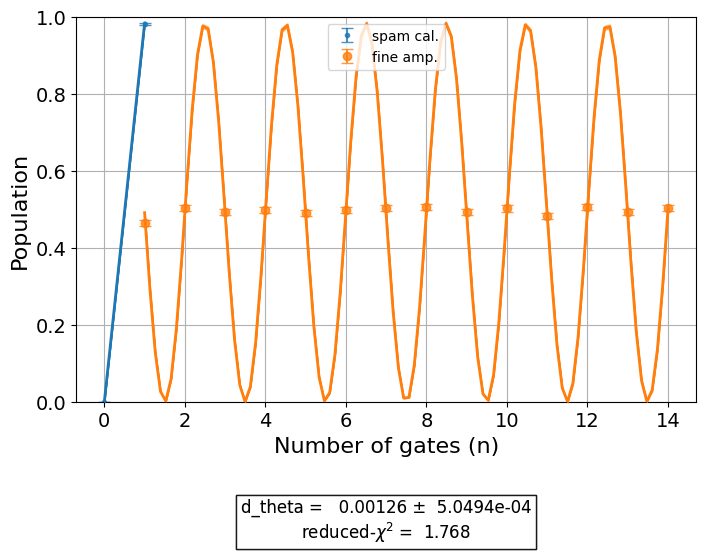 1.0
0.8
0.6
0.4
0.2
0.0
Population
spam cal.
fine amp.
0 2 4 6 8 10 12 14
Number of gates (n)
d_theta = 0.00126 ± 5.0494e-04
reduced-χ² = 1.768